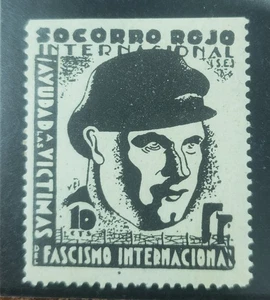 SOCORRO ROJO
INTERNACIONAL
(S.E.)
¡AYUDA A LAS VICTIMAS
DEL FASCISMO INTERNACIONAL!
10
CTS